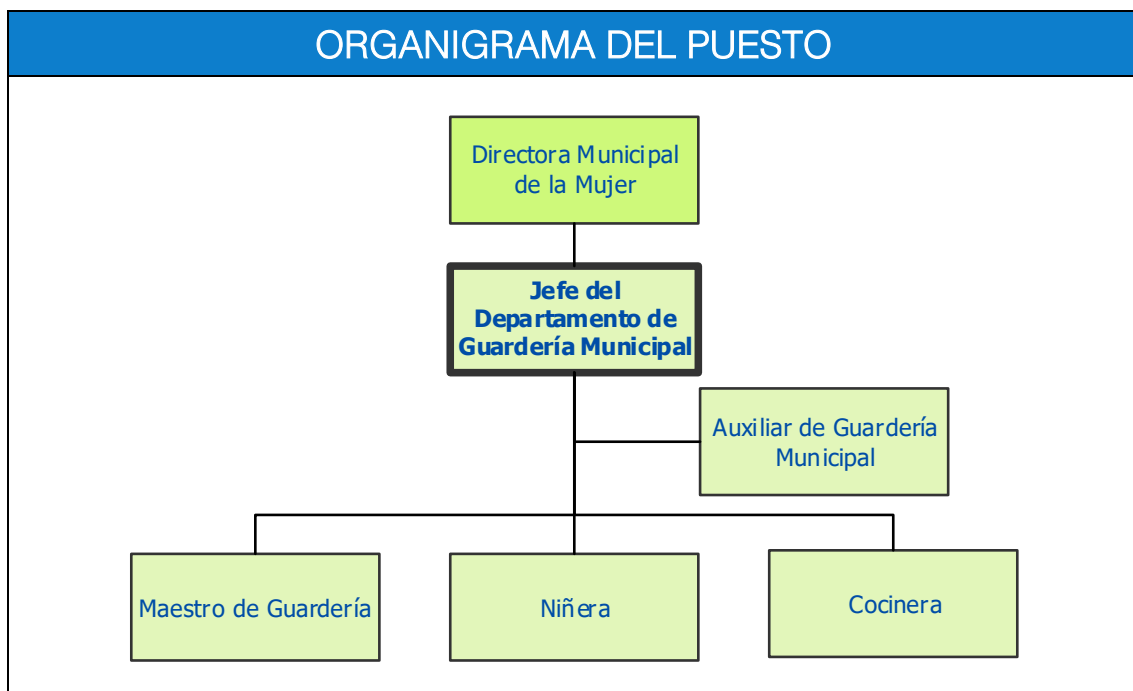 ORGANIGRAMA DEL PUESTO
Directora Municipal
de la Mujer
Jefe del
Departamento de
Guardería Municipal
Auxiliar de Guardería
Municipal
Maestro de Guardería
Niñera
Cocinera